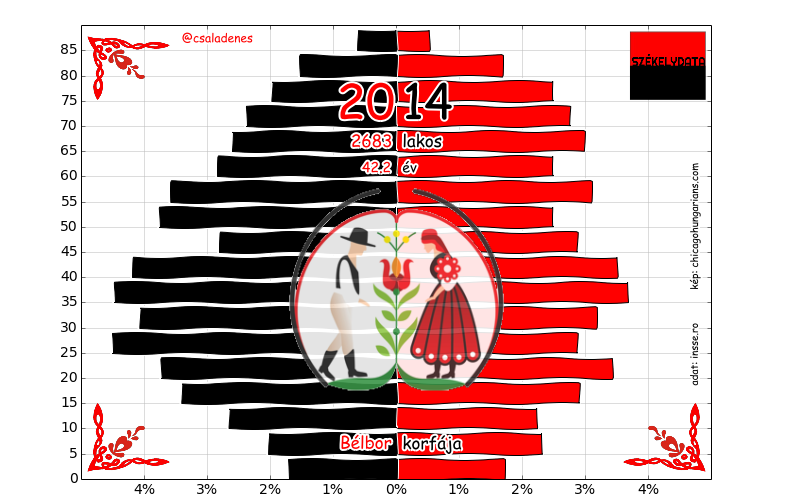 @csaladenes
SZÉKELYDATA
2014
2683 lakos
42.2 év
kép: chicagohungarians.com
adat: insse.ro
Bélbor korfája
85
80
75
70
65
60
55
50
45
40
35
30
25
20
15
10
5
0
4% 3% 2% 1% 0% 1% 2% 3% 4%